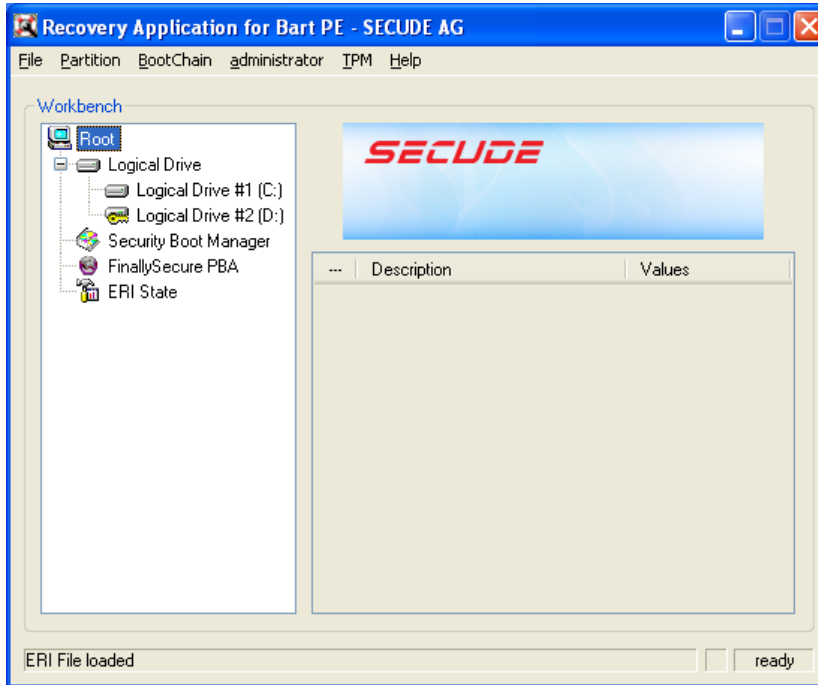 Recovery Application for Bart PE - SECUDE AG
File Partition BootChain administrator TPM Help
Workbench
Root
Logical Drive
Logical Drive #1 (C:)
Logical Drive #2 (D:)
Security Boot Manager
FinallySecure PBA
ERI State
SECUDE
--- Description Values
ERI File loaded ready